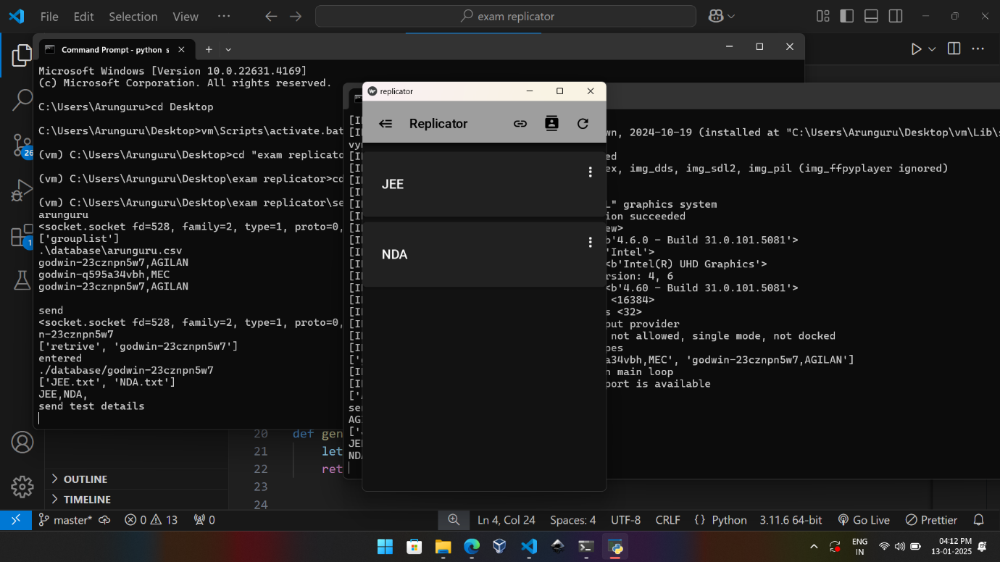 File Edit Selection View ··· exam replicator
Command Prompt - python s
Microsoft Windows [Version 10.0.22631.4169]
(c) Microsoft Corporation. All rights reserved.
C:\Users\Arunguru>cd Desktop
C:\Users\Arunguru\Desktop>vm\Scripts\activate.bat
(vm) C:\Users\Arunguru\Desktop>cd "exam replicato
(vm) C:\Users\Arunguru\Desktop\exam replicator>cd
(vm) C:\Users\Arunguru\Desktop\exam replicator\se
arunguru
<socket.socket fd=528, family=2, type=1, proto=0,
['grouplist']
.\database\arunguru.csv
godwin-23cznpn5w7,AGILAN
godwin-q595a34vbh,MEC
godwin-23cznpn5w7,AGILAN
send
<socket.socket fd=528, family=2, type=1, proto=0,
n-23cznpn5w7
['retrive', 'godwin-23cznpn5w7']
entered
./database/godwin-23cznpn5w7
['JEE.txt', 'NDA.txt']
JEE,NDA,
send test details
replicator
Replicator
JEE
NDA
wn, 2024-10-19 (installed at "C:\Users\Arunguru\Desktop\vm\Lib\s
ed
ex, img_dds, img_sdl2, img_pil (img_ffpyplayer ignored)
L" graphics system
ion succeeded
ew>
b'4.6.0 - Build 31.0.101.5081'>
'Intel'>
b'Intel(R) UHD Graphics'>
rsion: 4, 6
b'4.60 - Build 31.0.101.5081'>
<16384>
s <32>
put provider
not allowed, single mode, not docked
pes
a34vbh,MEC', 'godwin-23cznpn5w7,AGILAN']
n main loop
port is available
20 def gen
21 let
22 ret
23
24
OUTLINE
TIMELINE
26
1
master* 0 13 0 Ln 4, Col 24 Spaces: 4 UTF-8 CRLF {} Python 3.11.6 64-bit Go Live Prettier
ENG
IN
04:12 PM
13-01-2025